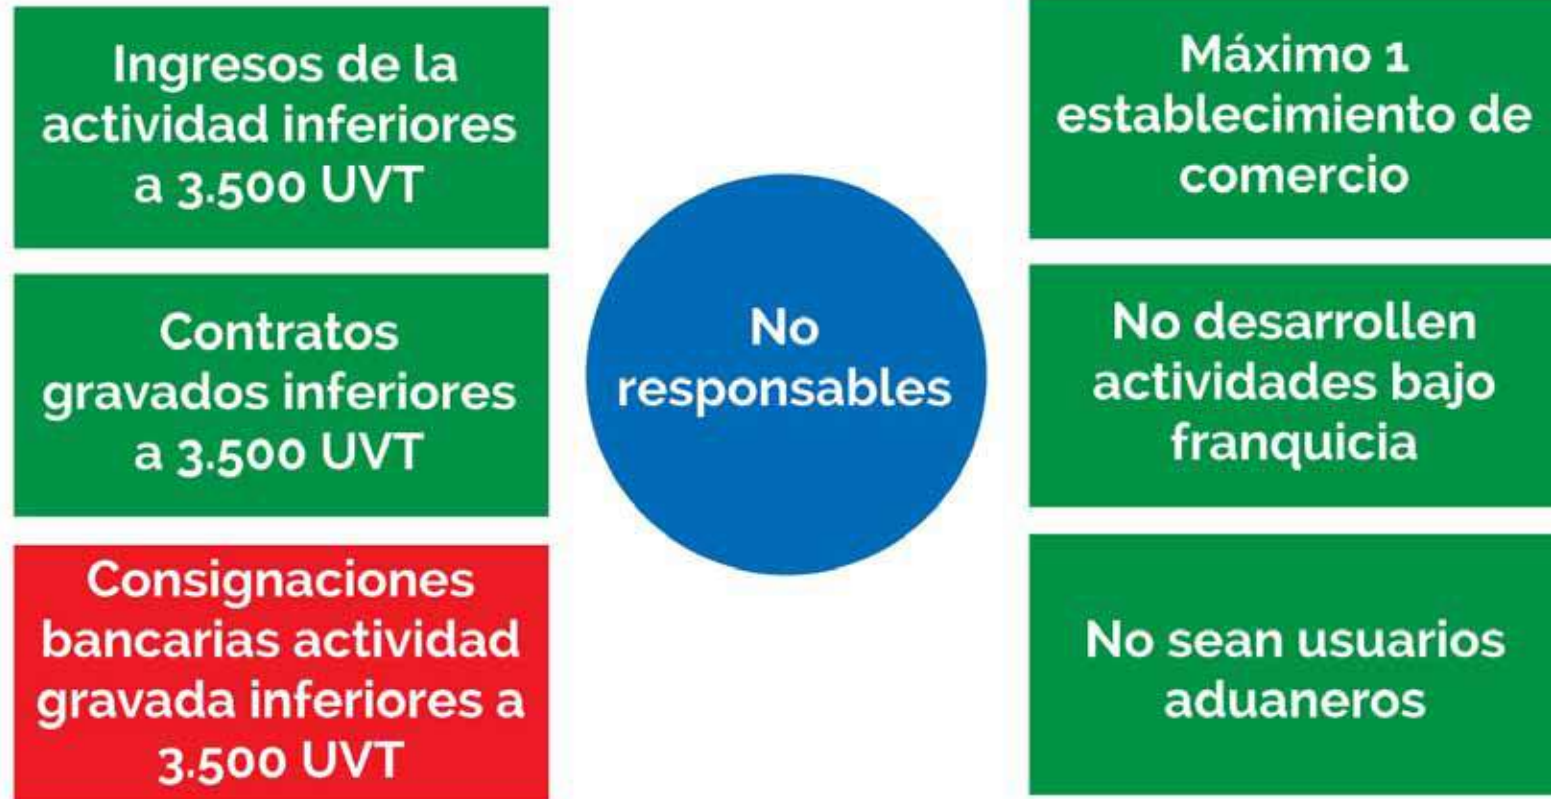 Ingresos de la
actividad inferiores
a 3.500 UVT
Contratos
gravados inferiores
a 3.500 UVT
Consignaciones
bancarias actividad
gravada inferiores a
3.500 UVT
No
responsables
Máximo 1
establecimiento de
comercio
No desarrollen
actividades bajo
franquicia
No sean usuarios
aduaneros